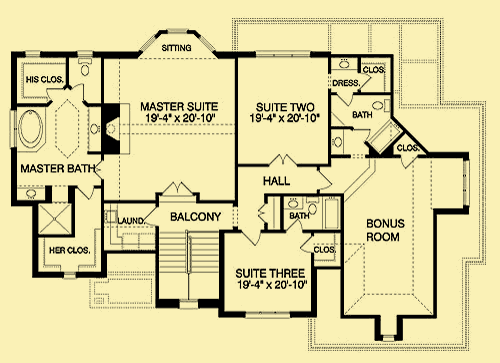 SITTING
HIS CLOS.
MASTER SUITE
19'-4" x 20'-10"
SUITE TWO
19'-4" x 20'-10"
DRESS.
CLOS.
BATH
CLOS.
MASTER BATH
HALL
LAUND.
BALCONY
BATH
BONUS
ROOM
HER CLOS.
CLOS.
SUITE THREE
19'-4" x 20'-10"